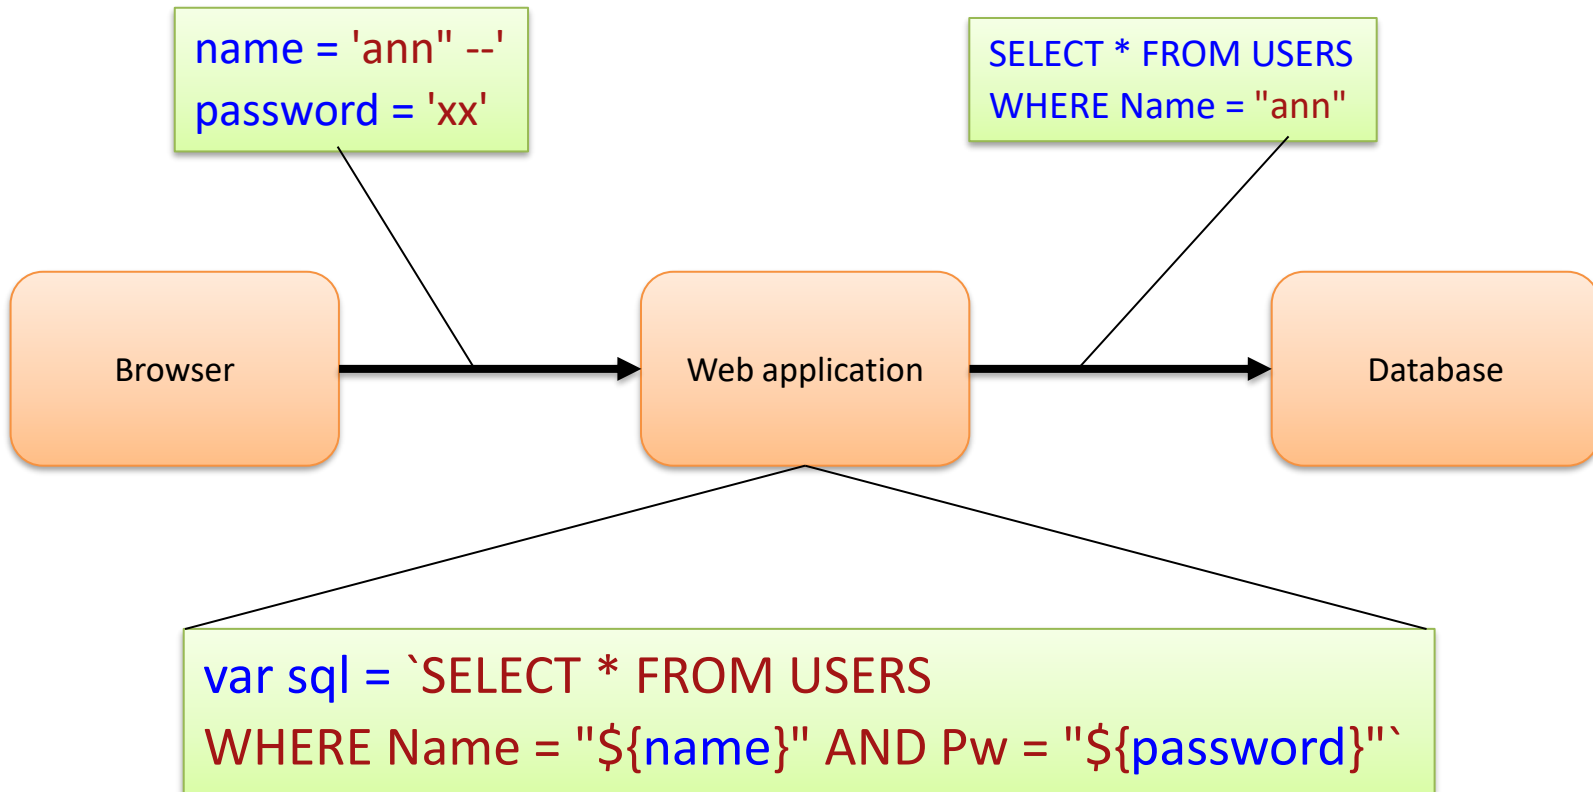 name = 'ann" --'
password = 'xx'
SELECT * FROM USERS
WHERE Name = "ann"
Browser
Web application
Database
var sql = `SELECT * FROM USERS
WHERE Name = "${name}" AND Pw = "${password}"`